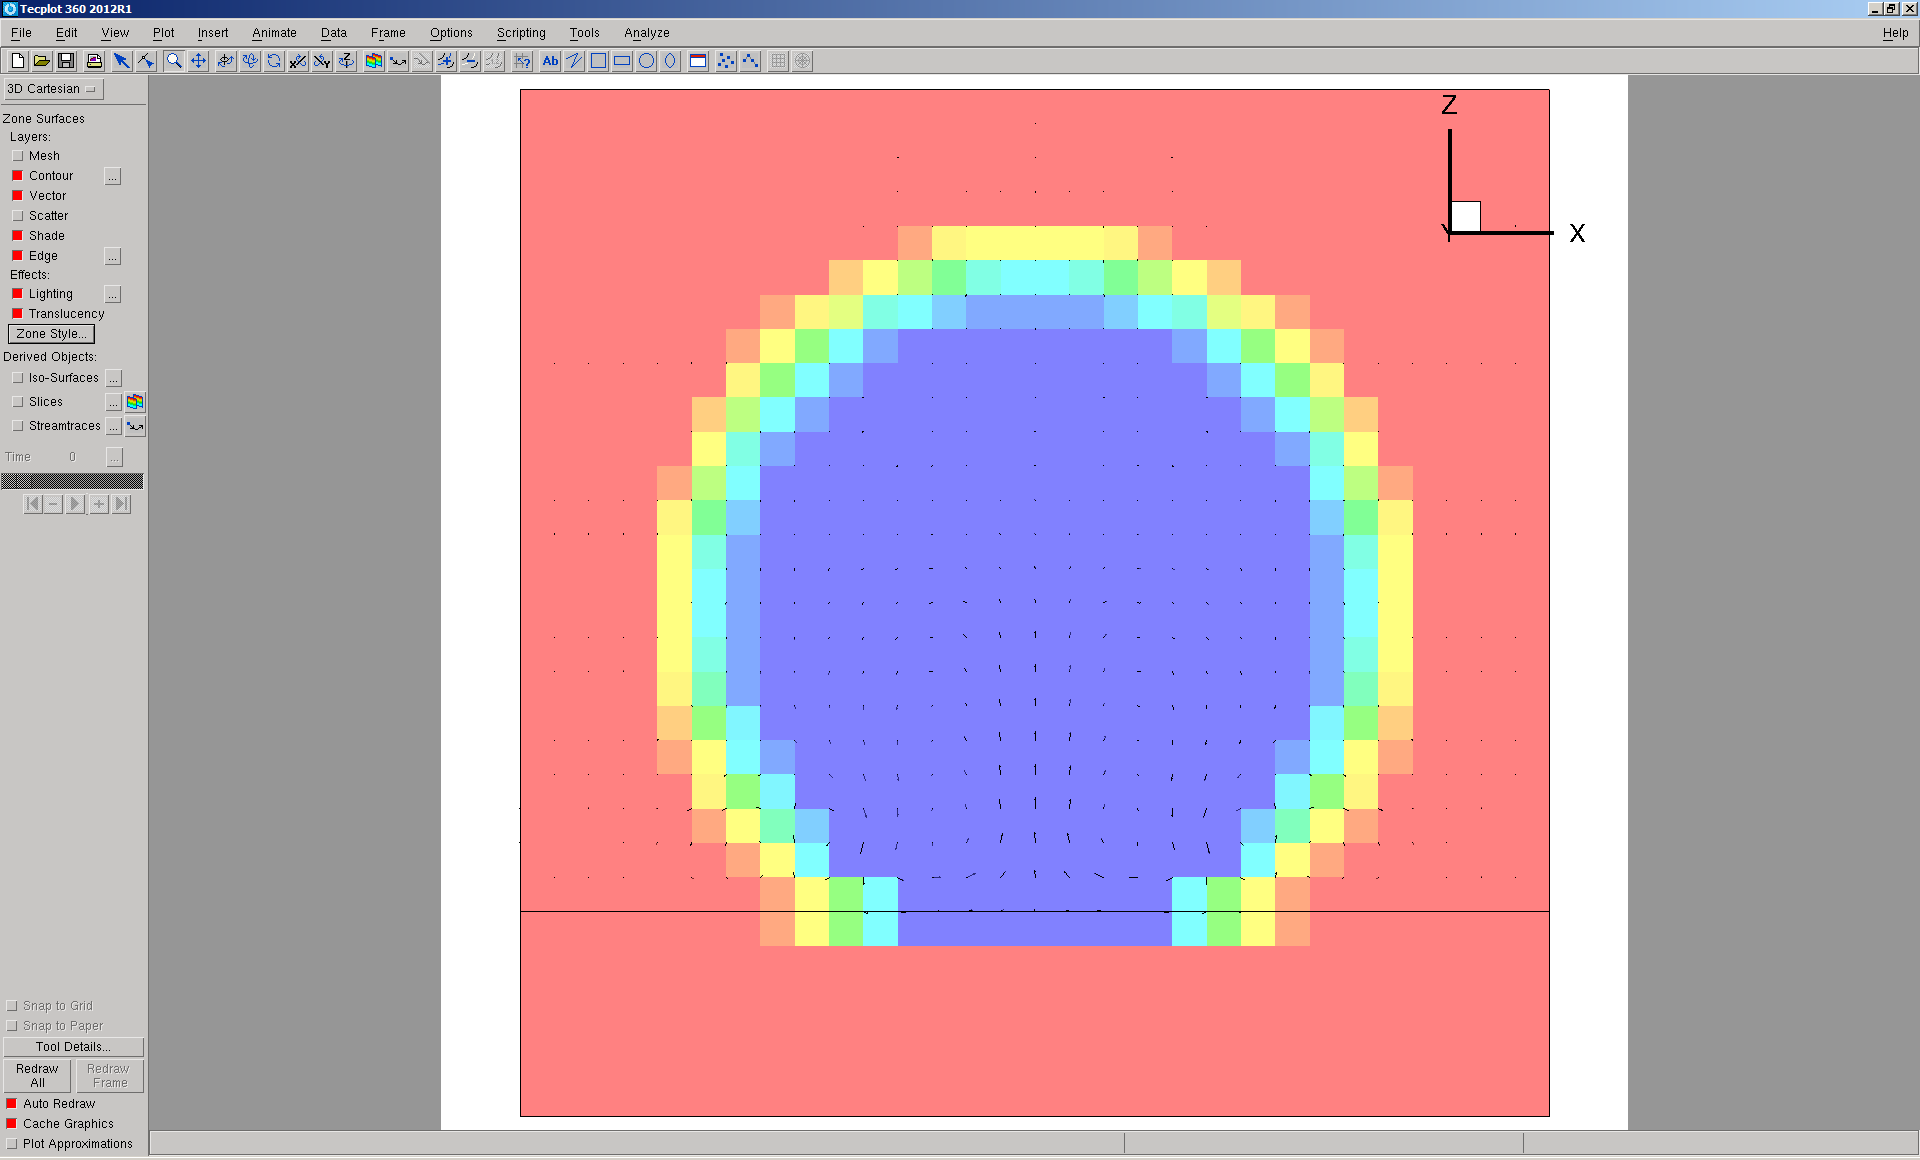 Tecplot 360 2012R1
File Edit View Plot Insert Animate Data Frame Options Scripting Tools Analyze Help
Ab
3D Cartesian
Zone Surfaces
Layers:
Mesh
Contour ...
Vector
Scatter
Shade
Edge ...
Effects:
Lighting ...
Translucency
Zone Style...
Derived Objects:
Iso-Surfaces ...
Slices ...
Streamtraces ...
Time 0 ...
Snap to Grid
Snap to Paper
Tool Details...
Redraw All
Redraw Frame
Auto Redraw
Cache Graphics
Plot Approximations
Z
Y
X